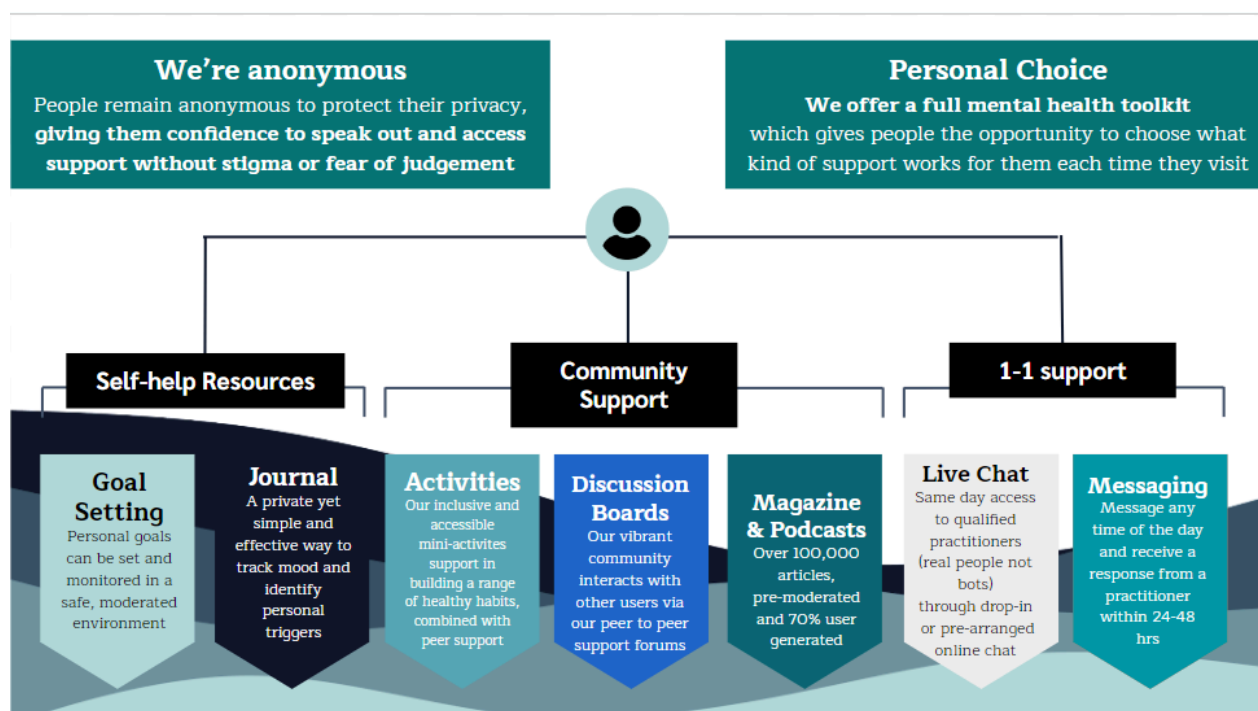 We're anonymous
People remain anonymous to protect their privacy,
giving them confidence to speak out and access
support without stigma or fear of judgement
Personal Choice
We offer a full mental health toolkit
which gives people the opportunity to choose what
kind of support works for them each time they visit
Self-help Resources
Community
Support
1-1 support
Goal
Setting
Personal goals
can be set and
monitored in a
safe, moderated
environment
Journal
A private yet
simple and
effective way to
track mood and
identify
personal
triggers
Activities
Our inclusive and
accessible
mini-activites
support in
building a range
of healthy habits,
combined with
peer support
Discussion
Boards
Our vibrant
community
interacts with
other users via
our peer to peer
support forums
Magazine
& Podcasts
Over 100,000
articles,
pre-moderated
and 70% user
generated
Live Chat
Same day access
to qualified
practitioners
(real people not
bots)
through drop-in
or pre-arranged
online chat
Messaging
Message any
time of the day
and receive a
response from a
practitioner
within 24-48
hrs